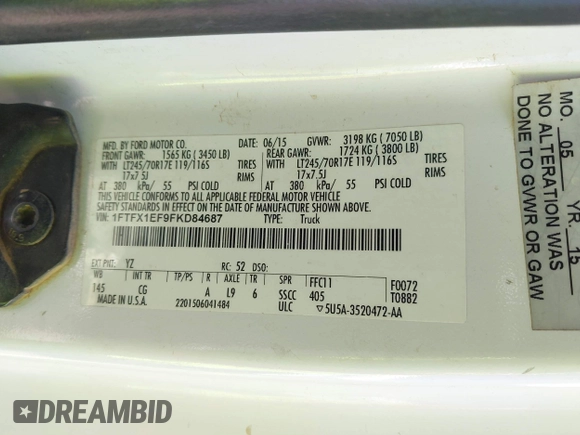 MFD. BY FORD MOTOR CO.
06/15
GVWR: 3198 KG ( 7050 LB)
FRONT GAWR: 1565 KG ( 3450 LB)
REAR GAWR: 1724 KG ( 3800 LB)
WITH LT245/70R17E 119/116S TIRES
WITH LT245/70R17E 119/116S TIRES
17x7.5J RIMS
17x7.5J RIMS
AT 380 kPa/ 55 PSI COLD
AT 380 kPa/ 55 PSI COLD
THIS VEHICLE CONFORMS TO ALL APPLICABLE FEDERAL MOTOR VEHICLE
SAFETY STANDARDS IN EFFECT ON THE DATE OF MANUFACTURE SHOWN ABOVE.
VIN: 1FTFX1EF9FKD84687
TYPE: Truck
EXT PNT: YZ RC: 52 DSO:
WB INT TR TP/PS R AXLE TR SPR FFC11 F0072
145 CG A L9 6 SSCC 405 T0882
MADE IN U.S.A. 2201506041484 ULC ▽5U5A-3520472-AA
MO. 05 YR. 15
NO ALTERATION WAS
DONE TO GVWR OR GAW
DREAMBID